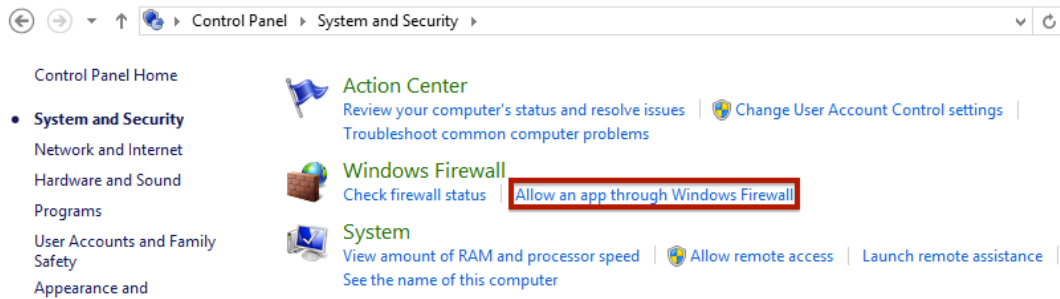 Control Panel System and Security
Control Panel Home
System and Security
Network and Internet
Hardware and Sound
Programs
User Accounts and Family
Safety
Appearance and
Action Center
Review your computer's status and resolve issues Change User Account Control settings
Troubleshoot common computer problems
Windows Firewall
Check firewall status Allow an app through Windows Firewall
System
View amount of RAM and processor speed Allow remote access Launch remote assistance
See the name of this computer